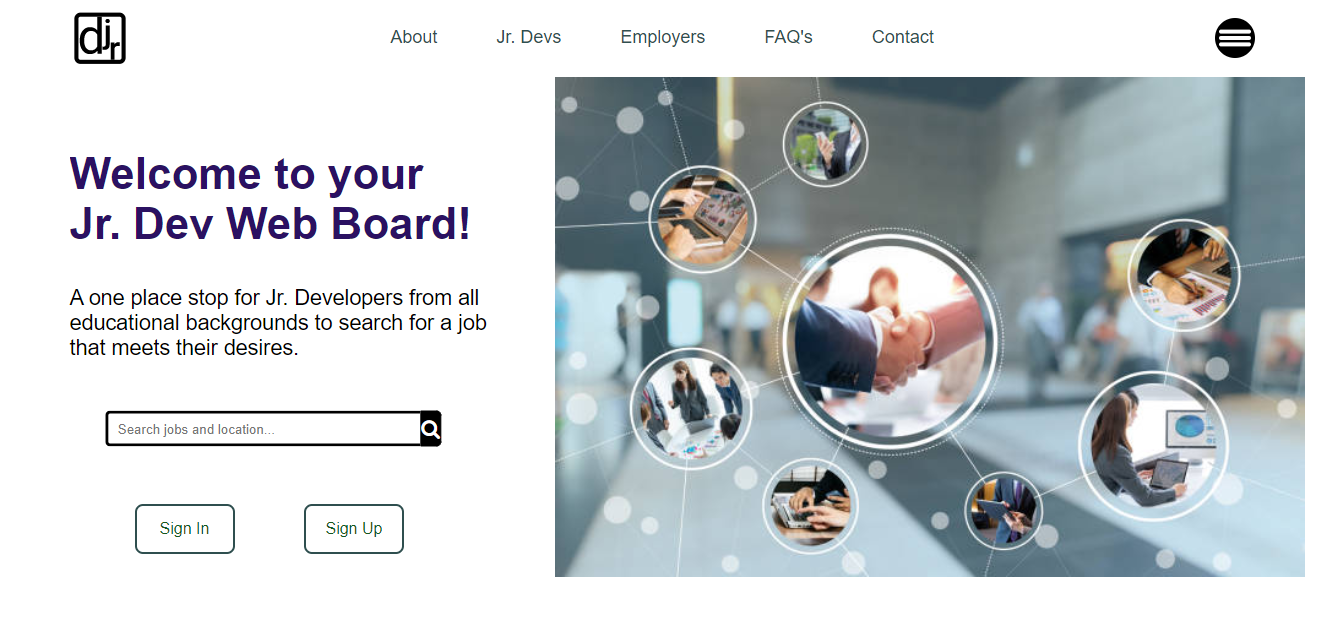 djr
About Jr. Devs Employers FAQ's Contact
Welcome to your
Jr. Dev Web Board!
A one place stop for Jr. Developers from all
educational backgrounds to search for a job
that meets their desires.
Search jobs and location...
Sign In Sign Up